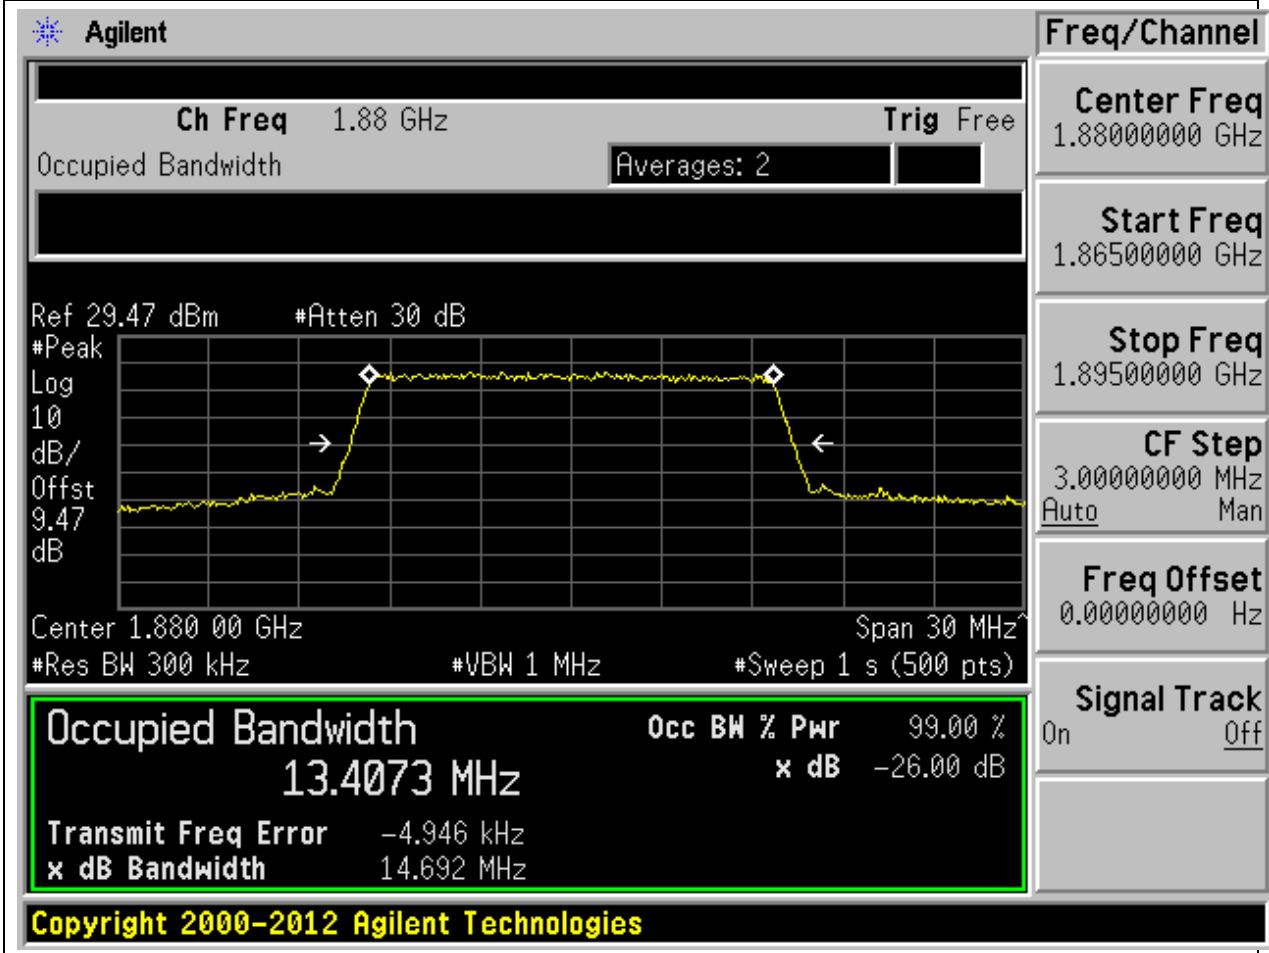 Agilent
Freq/Channel
Ch Freq 1.88 GHz Trig Free
Occupied Bandwidth Averages: 2
Center Freq
1.88000000 GHz
Start Freq
1.86500000 GHz
Stop Freq
1.89500000 GHz
CF Step
3.00000000 MHz
Auto Man
Freq Offset
0.00000000 Hz
Signal Track
On Off
Ref 29.47 dBm #Atten 30 dB
#Peak
Log
10
dB/
Offst
9.47
dB
Center 1.880 00 GHz Span 30 MHz^
#Res BW 300 kHz #VBW 1 MHz #Sweep 1 s (500 pts)
Occupied Bandwidth Occ BW % Pwr 99.00 %
13.4073 MHz x dB -26.00 dB
Transmit Freq Error -4.946 kHz
x dB Bandwidth 14.692 MHz
Copyright 2000-2012 Agilent Technologies